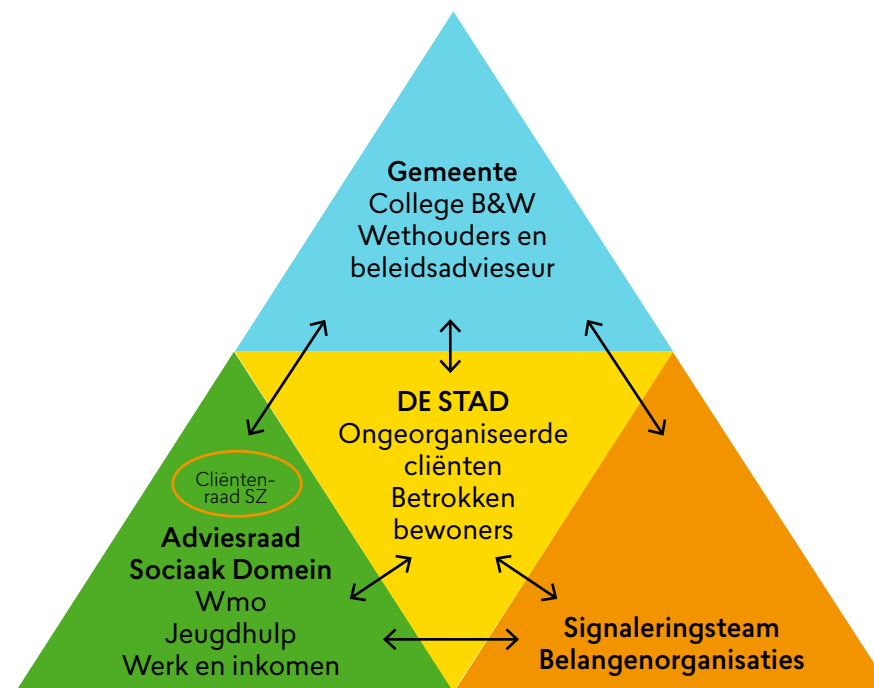 Gemeente
College B&W
Wethouders en
beleidsadvieseur
DE STAD
Ongeorganiseerde
cliënten
Betrokken
bewoners
Cliënten-
raad SZ
Adviesraad
Sociaak Domein
Wmo
Jeugdhulp
Werk en inkomen
Signaleringsteam
Belangenorganisaties